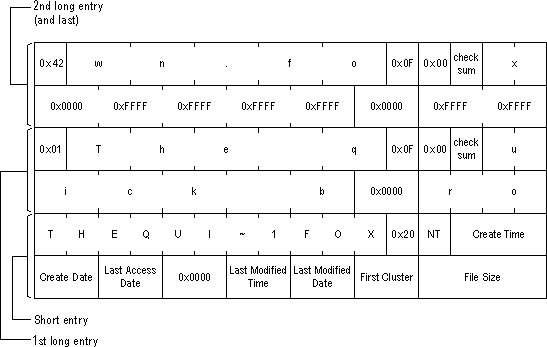 2nd long entry
(and last)
0x42 w n . f o 0x0F 0x00 check sum x
0x0000 0xFFFF 0xFFFF 0xFFFF 0xFFFF 0x0000 0xFFFF 0xFFFF
0x01 T h e q 0x0F 0x00 check sum u
i c k b 0x0000 r o
T H E Q U I ~ 1 F O X 0x20 NT Create Time
Create Date Last Access Date 0x0000 Last Modified Time Last Modified Date First Cluster File Size
Short entry
1st long entry